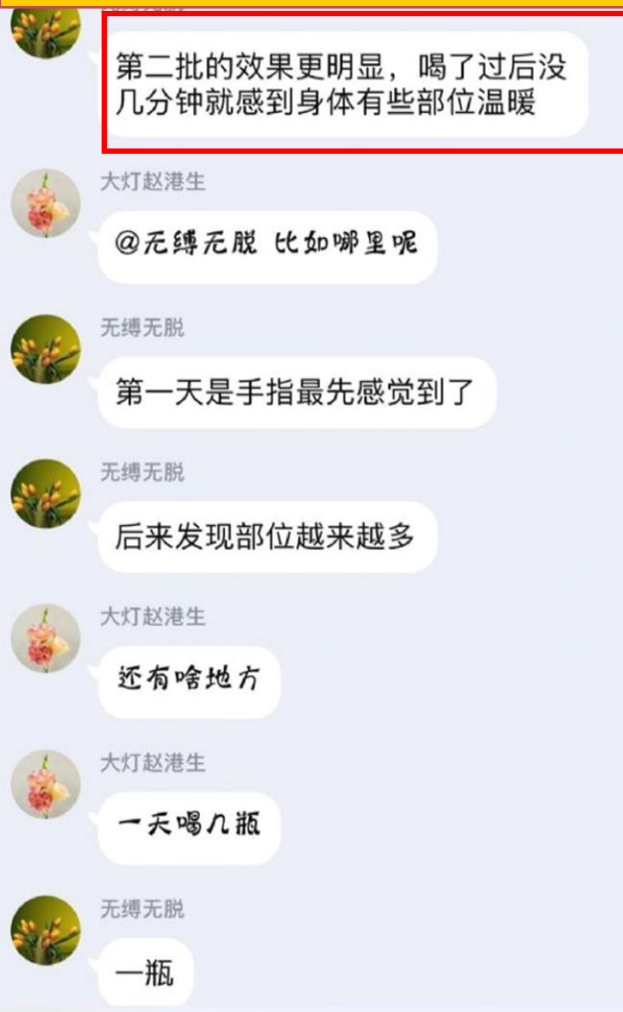 第二批的效果更明显，喝了过后没
几分钟就感到身体有些部位温暖
大灯赵港生
@无缚无脱 比如哪里呢
无缚无脱
第一天是手指最先感觉到了
无缚无脱
后来发现部位越来越多
大灯赵港生
还有啥地方
大灯赵港生
一天喝几瓶
无缚无脱
一瓶